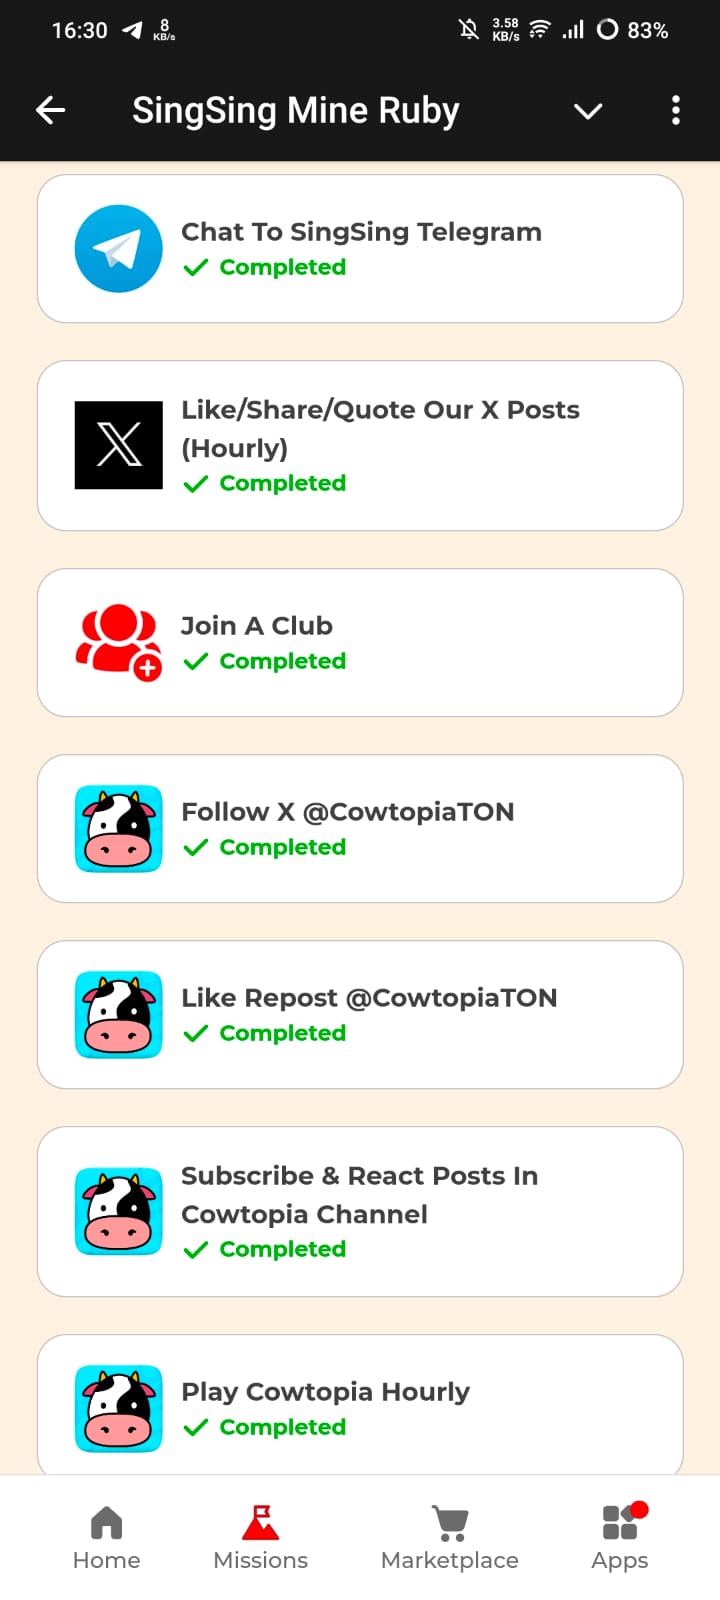 16:30 8 KB/s 3.58 KB/s 83%
SingSing Mine Ruby
Chat To SingSing Telegram
Completed
Like/Share/Quote Our X Posts
(Hourly)
Completed
Join A Club
Completed
Follow X @CowtopiaTON
Completed
Like Repost @CowtopiaTON
Completed
Subscribe & React Posts In
Cowtopia Channel
Completed
Play Cowtopia Hourly
Completed
Home Missions Marketplace Apps